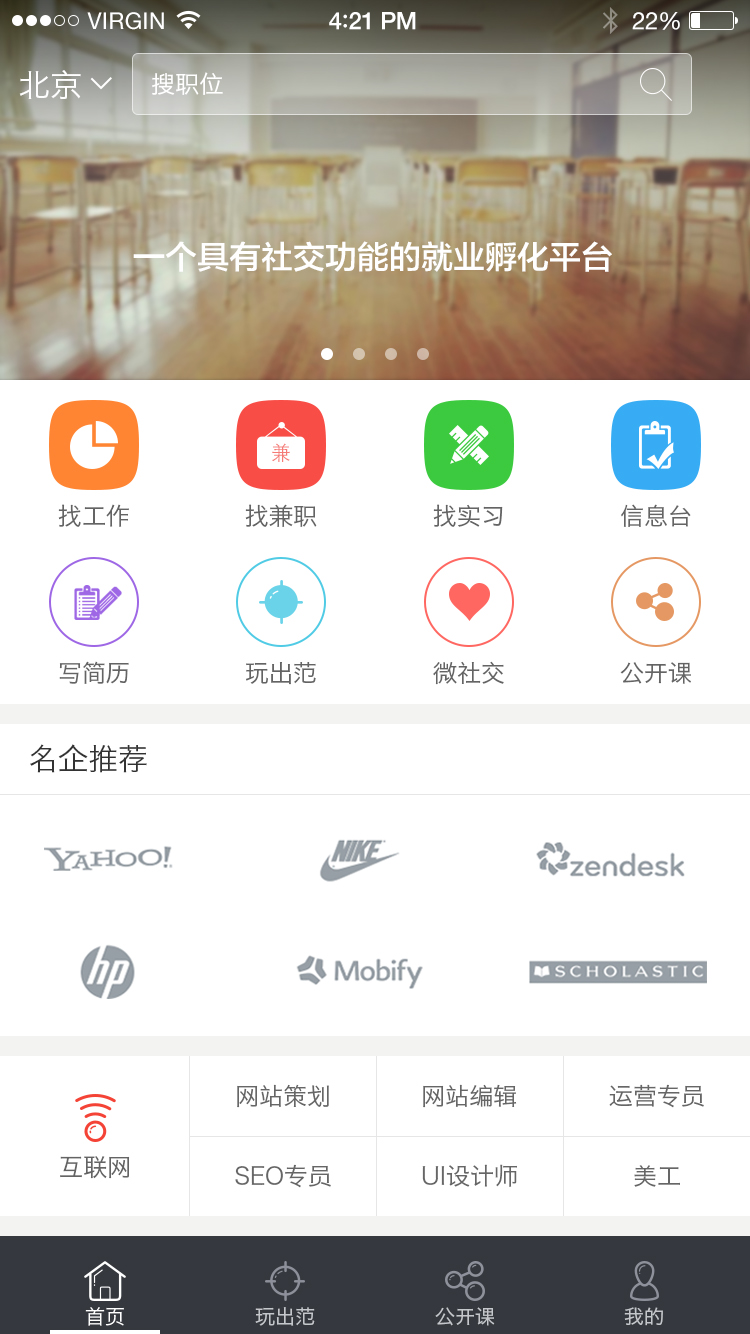 VIRGIN 4:21 PM 22%
北京 搜职位
一个具有社交功能的就业孵化平台
兼
找工作 找兼职 找实习 信息台
写简历 玩出范 微社交 公开课
名企推荐
YAHOO! NIKE zendesk
hp Mobify SCHOLASTIC
网站策划 网站编辑 运营专员
互联网
SEO专员 UI设计师 美工
首页 玩出范 公开课 我的